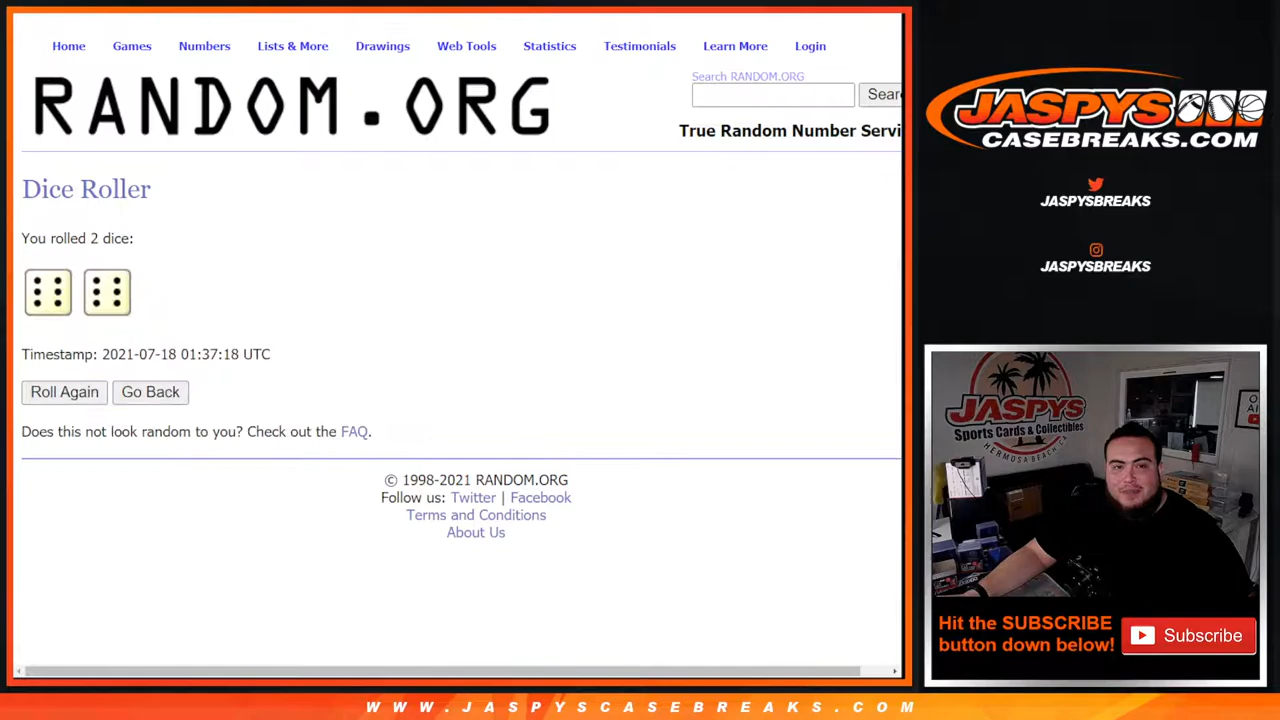 Home Games Numbers Lists & More Drawings Web Tools Statistics Testimonials Learn More Login
RANDOM.ORG
Search RANDOM.ORG
Sear
True Random Number Servi
Dice Roller
You rolled 2 dice:
Timestamp: 2021-07-18 01:37:18 UTC
Roll Again Go Back
Does this not look random to you? Check out the FAQ.
© 1998-2021 RANDOM.ORG
Follow us: Twitter | Facebook
Terms and Conditions
About Us
JASPYS
CASEBREAKS.COM
JASPYSBREAKS
JASPYSBREAKS
JASPYS
Sports Cards & Collectibles
HERMOSA BEACH CA
Hit the SUBSCRIBE
button down below!
Subscribe
WWW.JASPYSCASEBREAKS.COM